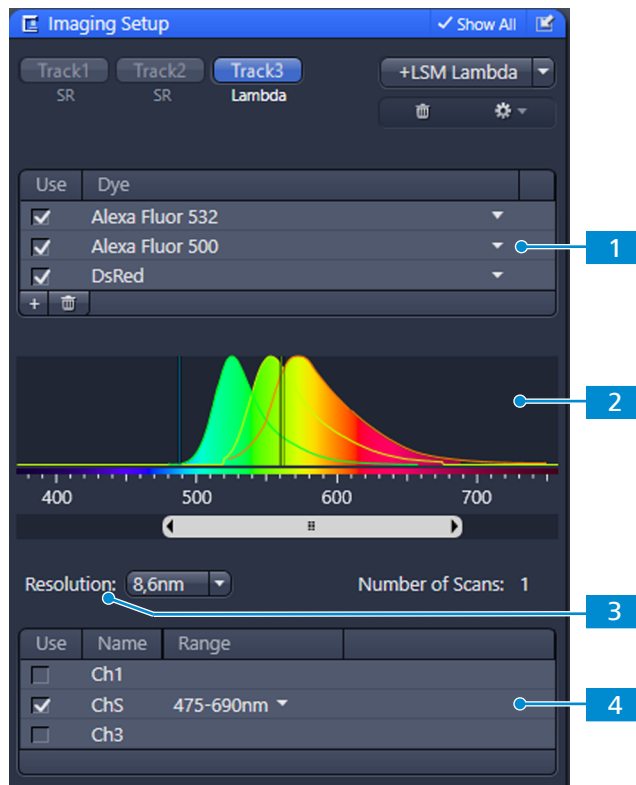 Imaging Setup
Show All
Track1 Track2 Track3
+LSM Lambda
SR SR Lambda
Use Dye
Alexa Fluor 532
Alexa Fluor 500
1
DsRed
+
2
400 500 600 700
Resolution: 8,6nm
Number of Scans: 1
3
Use Name Range
Ch1
ChS 475-690nm
4
Ch3